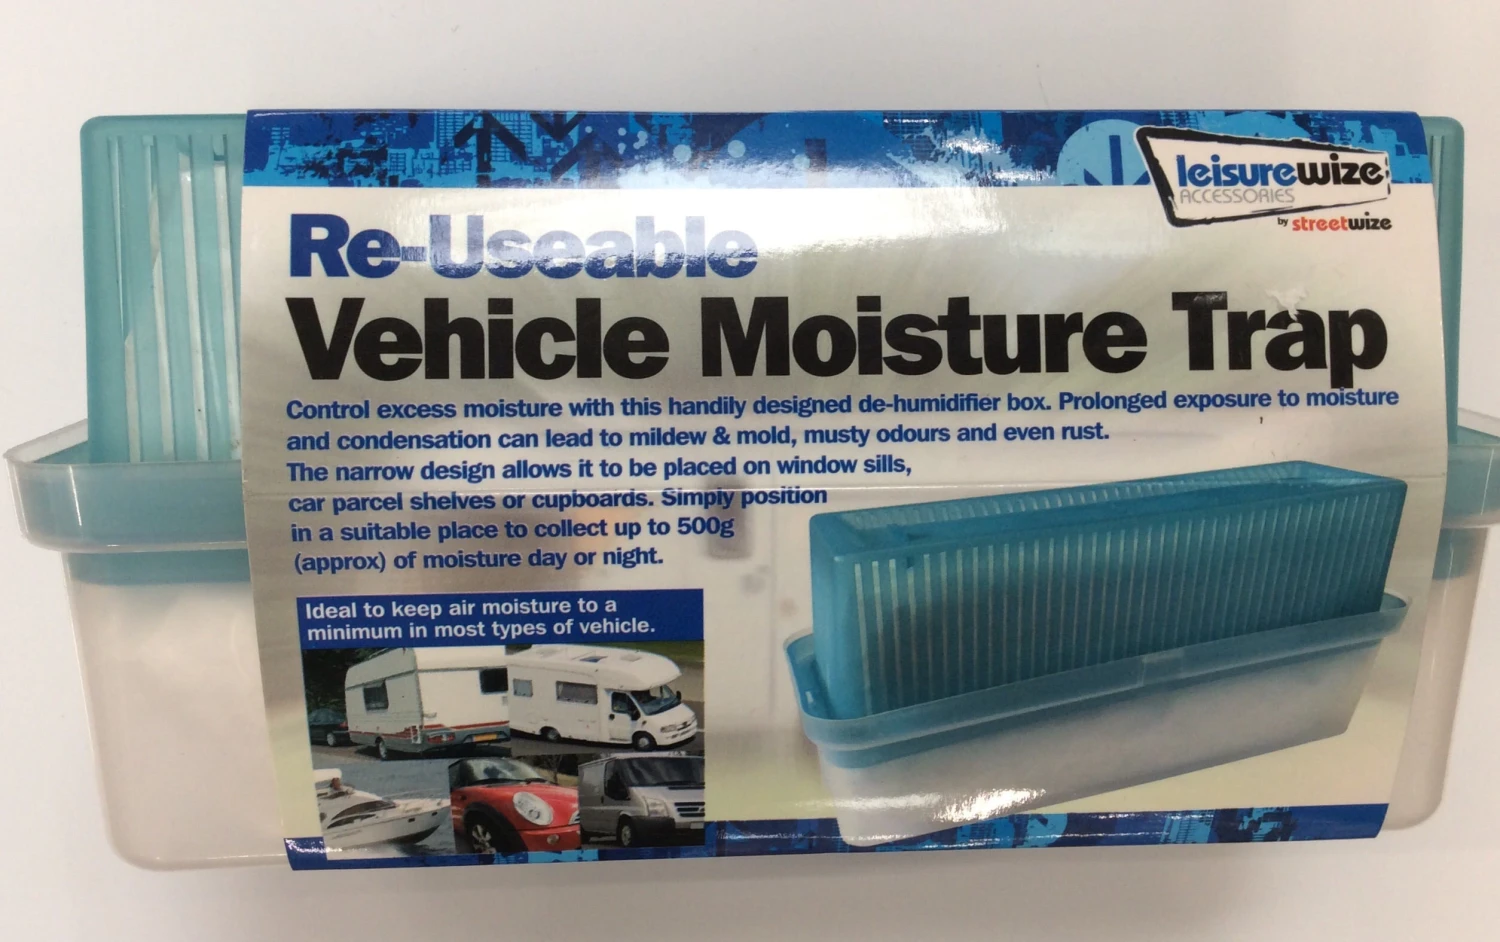 leisurewize
ACCESSORIES
by streetwize
Re-Useable
Vehicle Moisture Trap
Control excess moisture with this handily designed de-humidifier box. Prolonged exposure to moisture
and condensation can lead to mildew & mold, musty odours and even rust.
The narrow design allows it to be placed on window sills,
car parcel shelves or cupboards. Simply position
in a suitable place to collect up to 500g
(approx) of moisture day or night.
Ideal to keep air moisture to a
minimum in most types of vehicle.